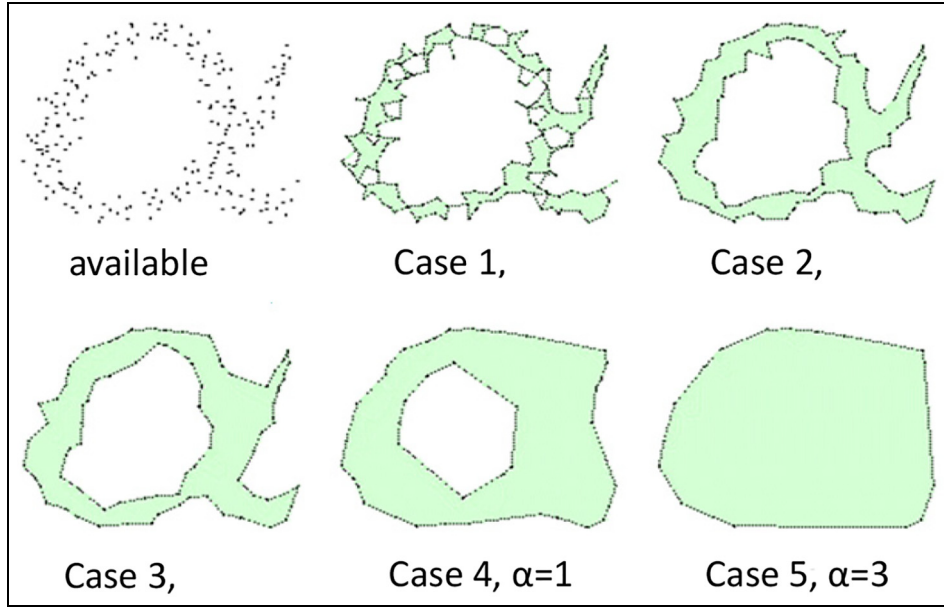 available
Case 1,
Case 2,
Case 3,
Case 4, α=1
Case 5, α=3